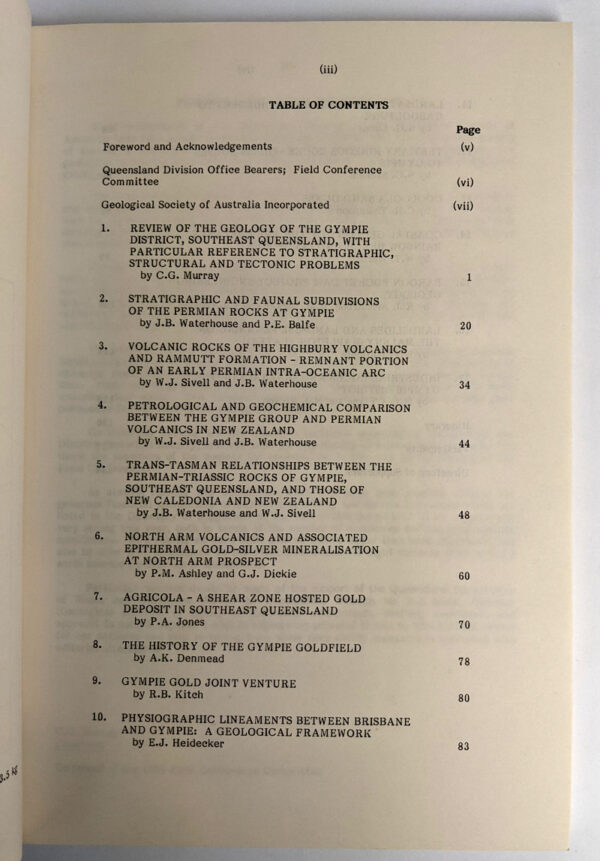 (iii)
TABLE OF CONTENTS
Page
Foreword and Acknowledgements (v)
Queensland Division Office Bearers; Field Conference
Committee (vi)
Geological Society of Australia Incorporated (vii)
1. REVIEW OF THE GEOLOGY OF THE GYMPIE
DISTRICT, SOUTHEAST QUEENSLAND, WITH
PARTICULAR REFERENCE TO STRATIGRAPHIC,
STRUCTURAL AND TECTONIC PROBLEMS
by C.G. Murray 1
2. STRATIGRAPHIC AND FAUNAL SUBDIVISIONS
OF THE PERMIAN ROCKS AT GYMPIE
by J.B. Waterhouse and P.E. Balfe 20
3. VOLCANIC ROCKS OF THE HIGHBURY VOLCANICS
AND RAMMUTT FORMATION - REMNANT PORTION
OF AN EARLY PERMIAN INTRA-OCEANIC ARC
by W.J. Sivell and J.B. Waterhouse 34
4. PETROLOGICAL AND GEOCHEMICAL COMPARISON
BETWEEN THE GYMPIE GROUP AND PERMIAN
VOLCANICS IN NEW ZEALAND
by W.J. Sivell and J.B. Waterhouse 44
5. TRANS-TASMAN RELATIONSHIPS BETWEEN THE
PERMIAN-TRIASSIC ROCKS OF GYMPIE,
SOUTHEAST QUEENSLAND, AND THOSE OF
NEW CALEDONIA AND NEW ZEALAND
by J.B. Waterhouse and W.J. Sivell 48
6. NORTH ARM VOLCANICS AND ASSOCIATED
EPITHERMAL GOLD-SILVER MINERALISATION
AT NORTH ARM PROSPECT
by P.M. Ashley and G.J. Dickie 60
7. AGRICOLA - A SHEAR ZONE HOSTED GOLD
DEPOSIT IN SOUTHEAST QUEENSLAND
by P.A. Jones 70
8. THE HISTORY OF THE GYMPIE GOLDFIELD
by A.K. Denmead 78
9. GYMPIE GOLD JOINT VENTURE
by R.B. Kitch 80
10. PHYSIOGRAPHIC LINEAMENTS BETWEEN BRISBANE
AND GYMPIE: A GEOLOGICAL FRAMEWORK
by E.J. Heidecker 83